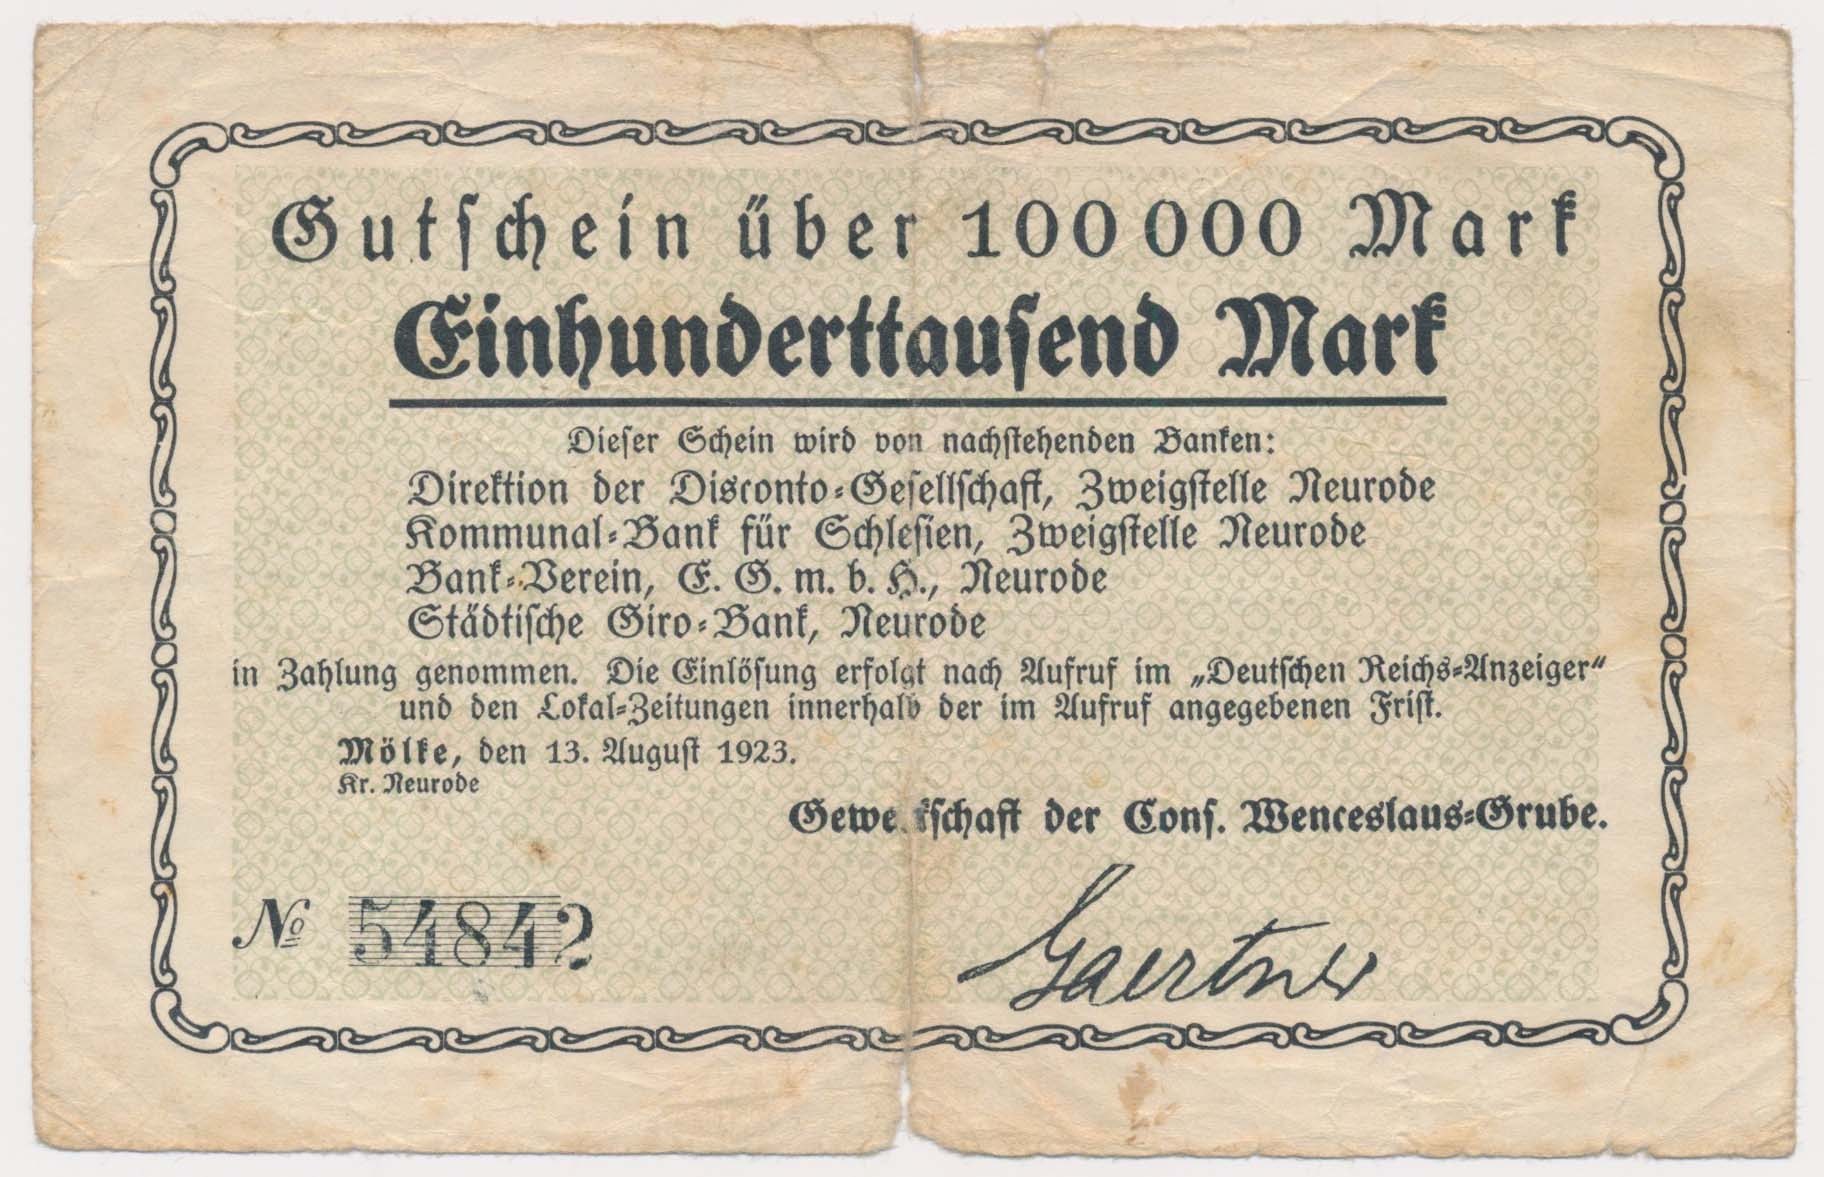 Gutschein über 100 000 Mark
Einhunderttausend Mark
Dieser Schein wird von nachstehenden Banken:
Direktion der Disconto-Gesellschaft, Zweigstelle Neurode
Kommunal-Bank für Schlesien, Zweigstelle Neurode
Bank-Verein, E. G. m. b. H., Neurode
Städtische Giro-Bank, Neurode
in Zahlung genommen. Die Einlösung erfolgt nach Aufruf im „Deutschen Reichs-Anzeiger“
und den Lokal-Zeitungen innerhalb der im Aufruf angegebenen Frist.
Mölke, den 13. August 1923.
Kr. Neurode
Gewerkschaft der Cons. Wenceslaus-Grube.
№ 54842
Gaertner